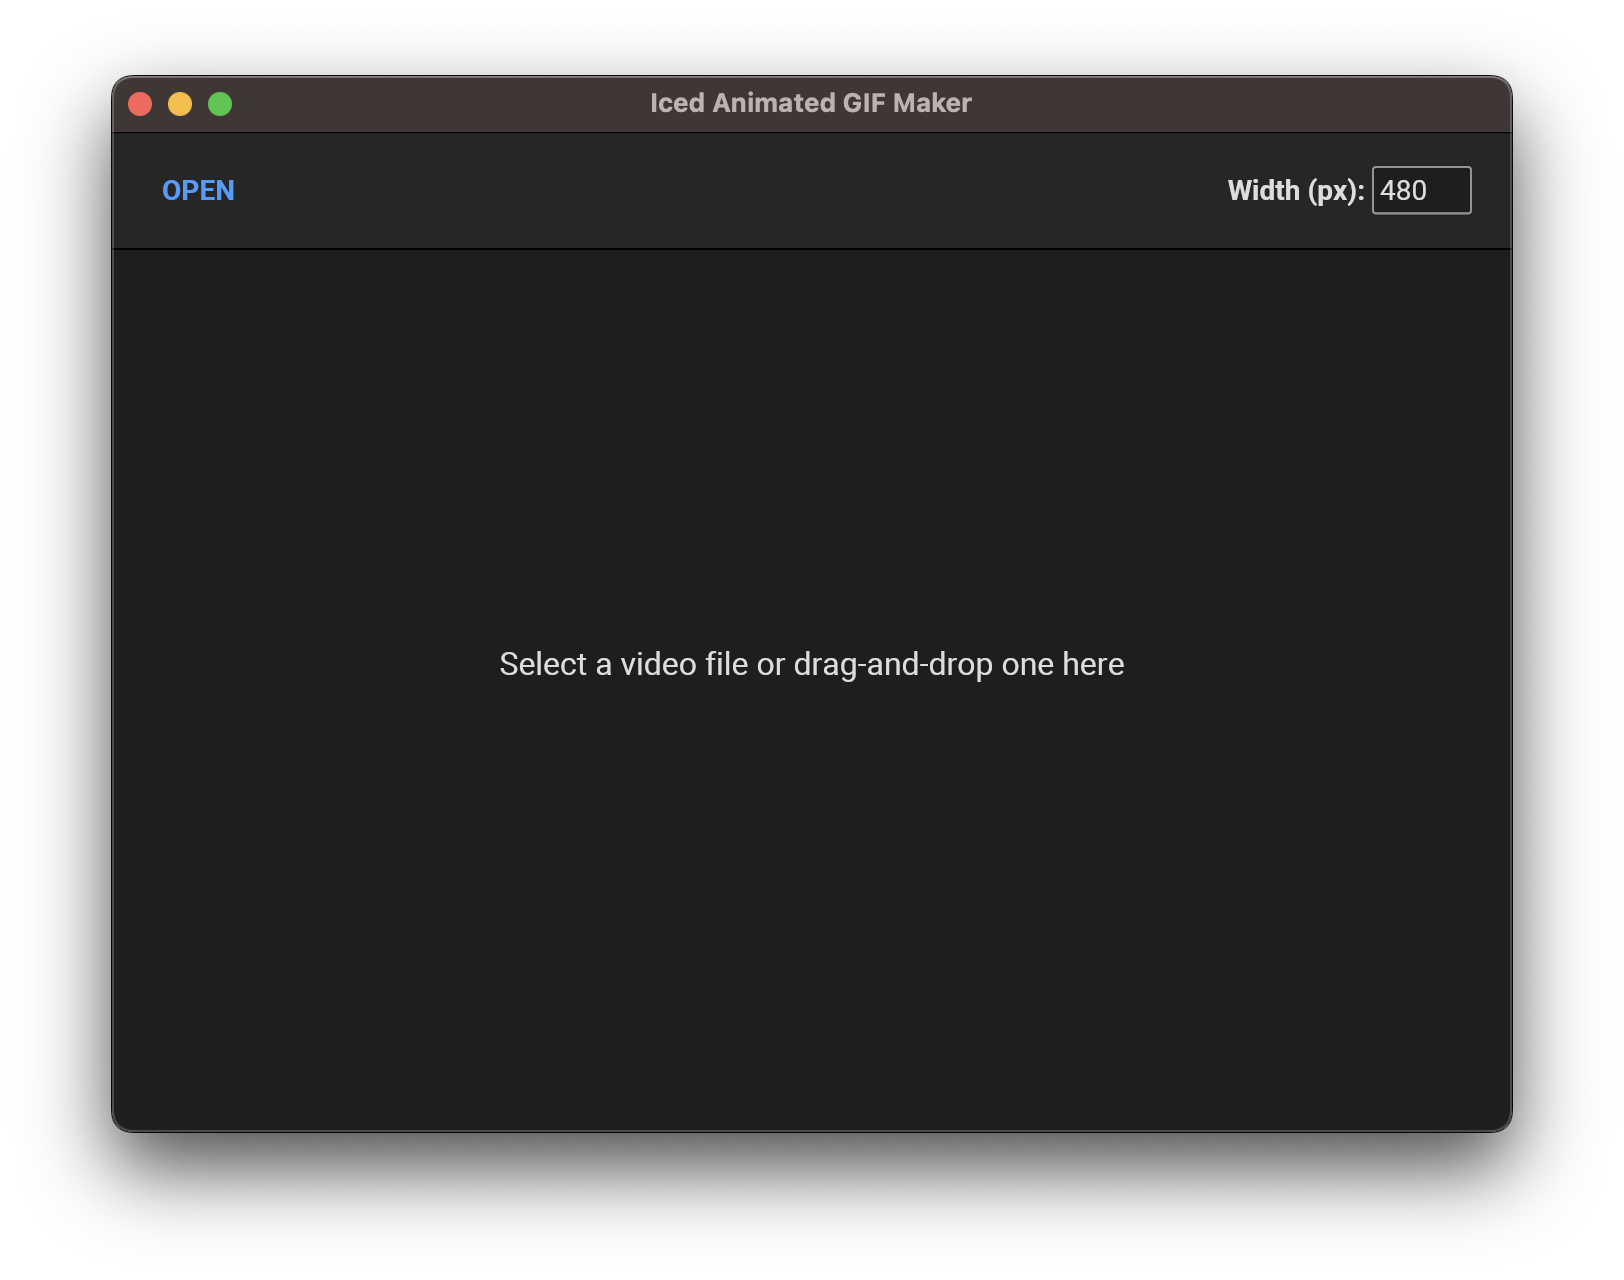 Iced Animated GIF Maker
OPEN
Width (px): 480
Select a video file or drag-and-drop one here